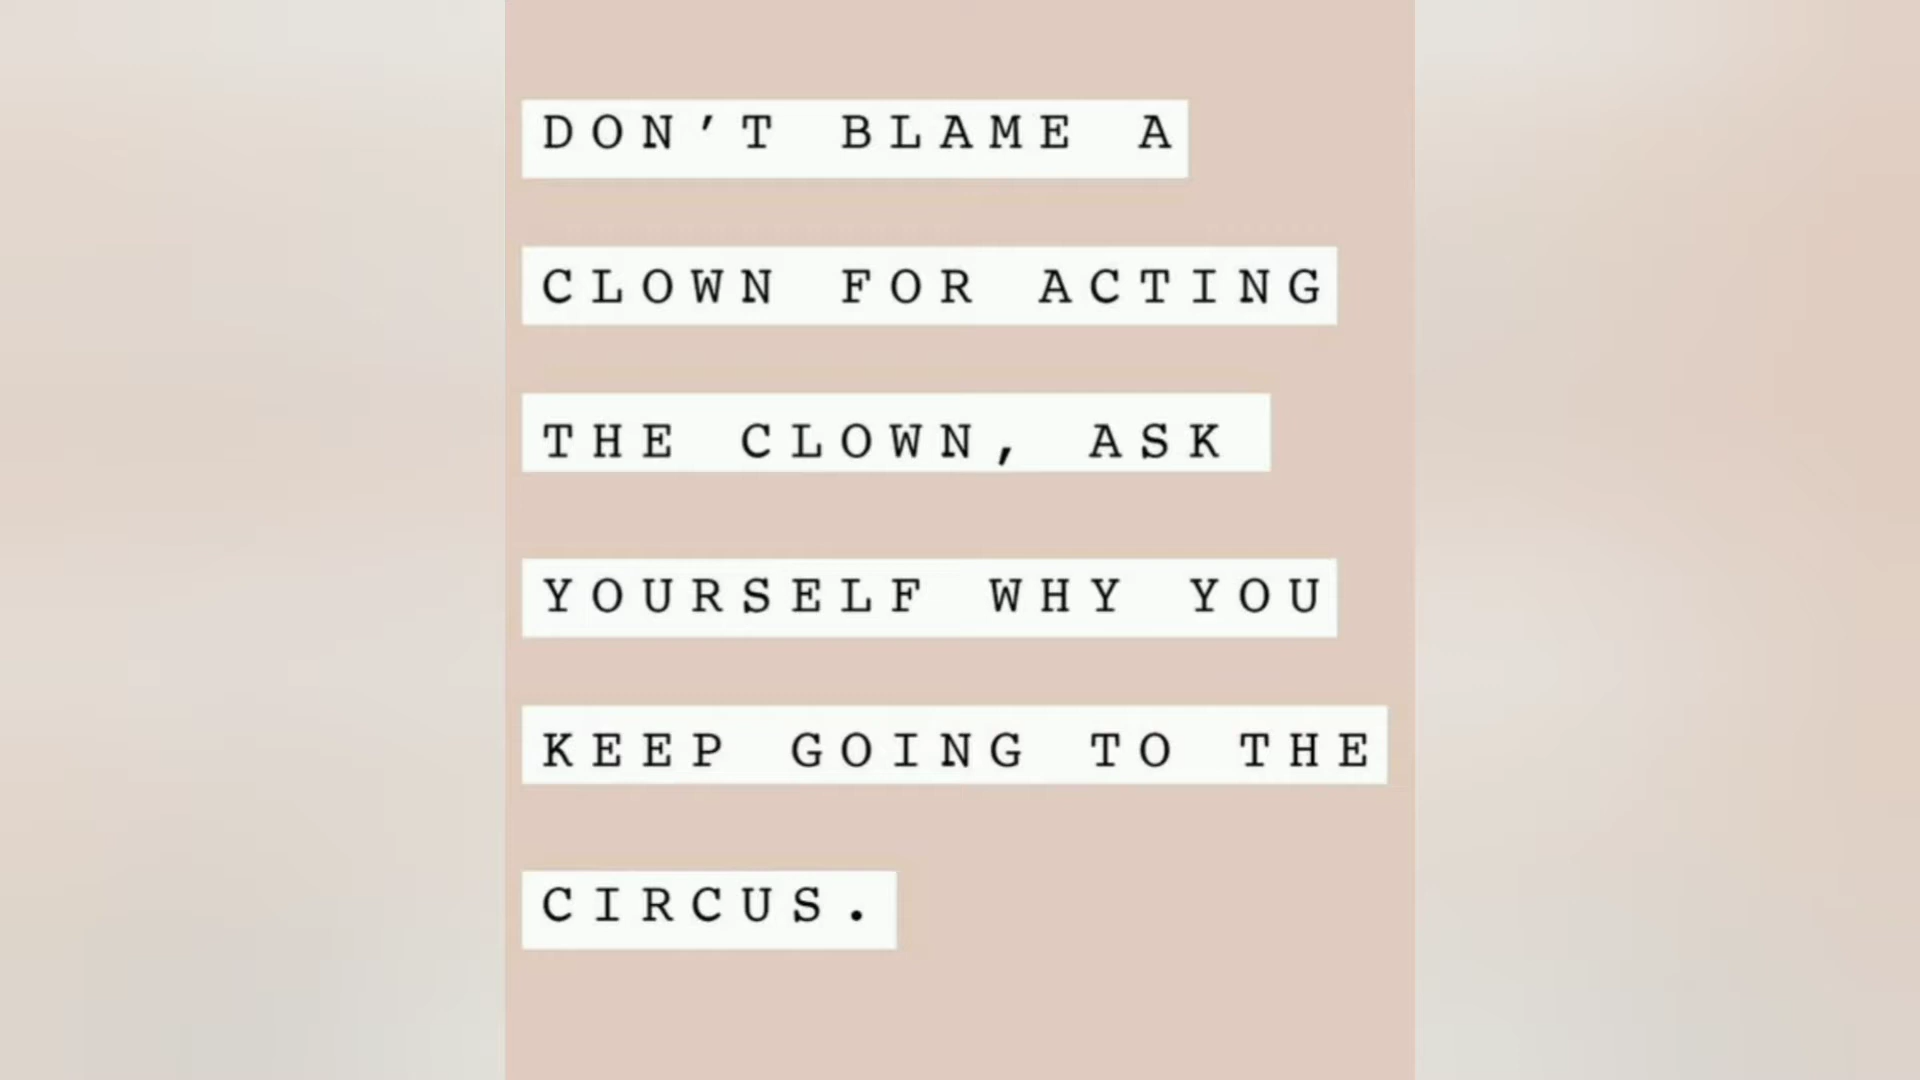 DON’T BLAME A
CLOWN FOR ACTING
THE CLOWN, ASK
YOURSELF WHY YOU
KEEP GOING TO THE
CIRCUS.